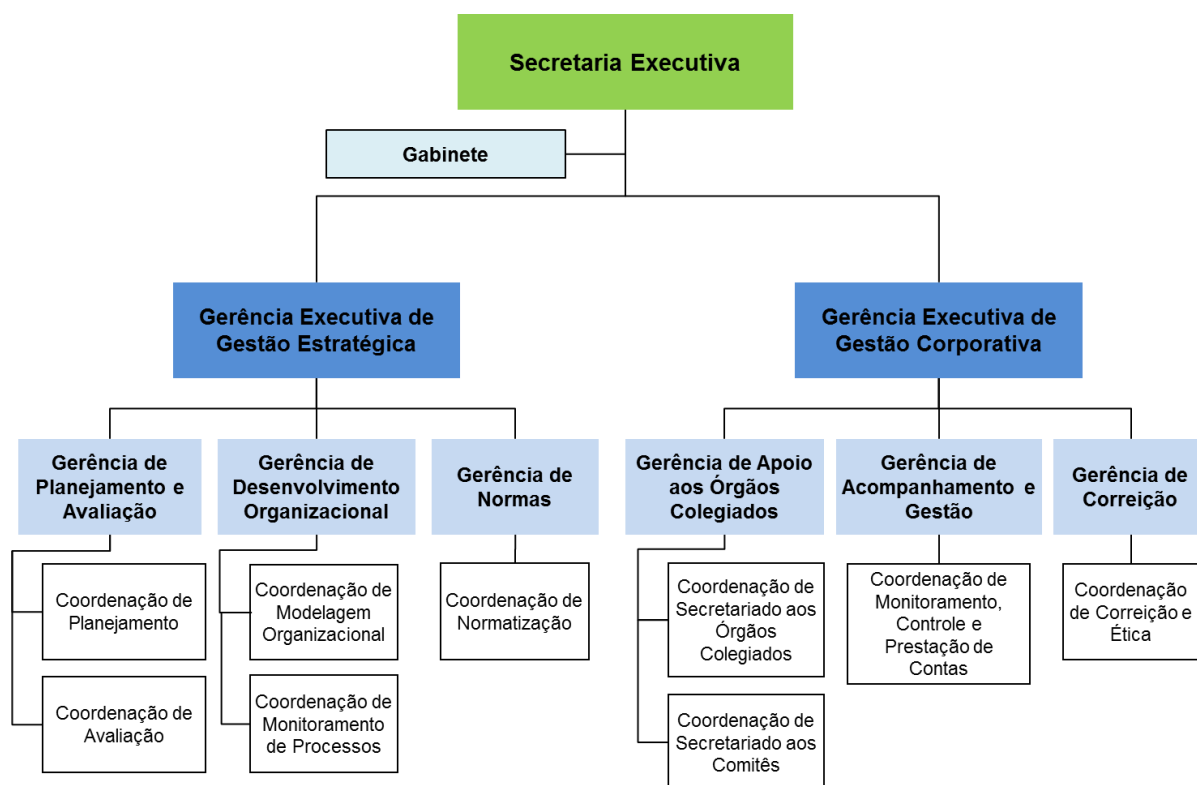 Secretaria Executiva
Gabinete
Gerência Executiva de
Gestão Estratégica
Gerência Executiva de
Gestão Corporativa
Gerência de
Planejamento e
Avaliação
Gerência de
Desenvolvimento
Organizacional
Gerência de
Normas
Gerência de Apoio
aos Órgãos
Colegiados
Gerência de
Acompanhamento e
Gestão
Gerência de
Correição
Coordenação de
Planejamento
Coordenação de
Modelagem
Organizacional
Coordenação de
Normatização
Coordenação de
Secretariado aos
Órgãos
Colegiados
Coordenação de
Monitoramento,
Controle e
Prestação de
Contas
Coordenação
de Correição e
Ética
Coordenação de
Avaliação
Coordenação de
Monitoramento
de Processos
Coordenação de
Secretariado aos
Comitês